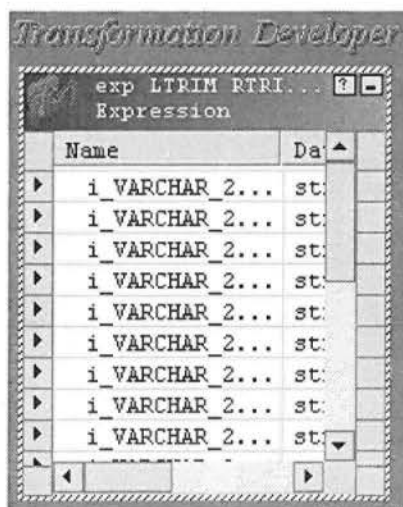 Transformation Developer
exp LTRIM RTRI... ? -
Expression
Name Da
i_VARCHAR_2... st
i_VARCHAR_2... st
i_VARCHAR_2... st
i_VARCHAR_2... st
i_VARCHAR_2... st
i_VARCHAR_2... st
i_VARCHAR_2... st
i_VARCHAR_2... st
i_VARCHAR_2... st